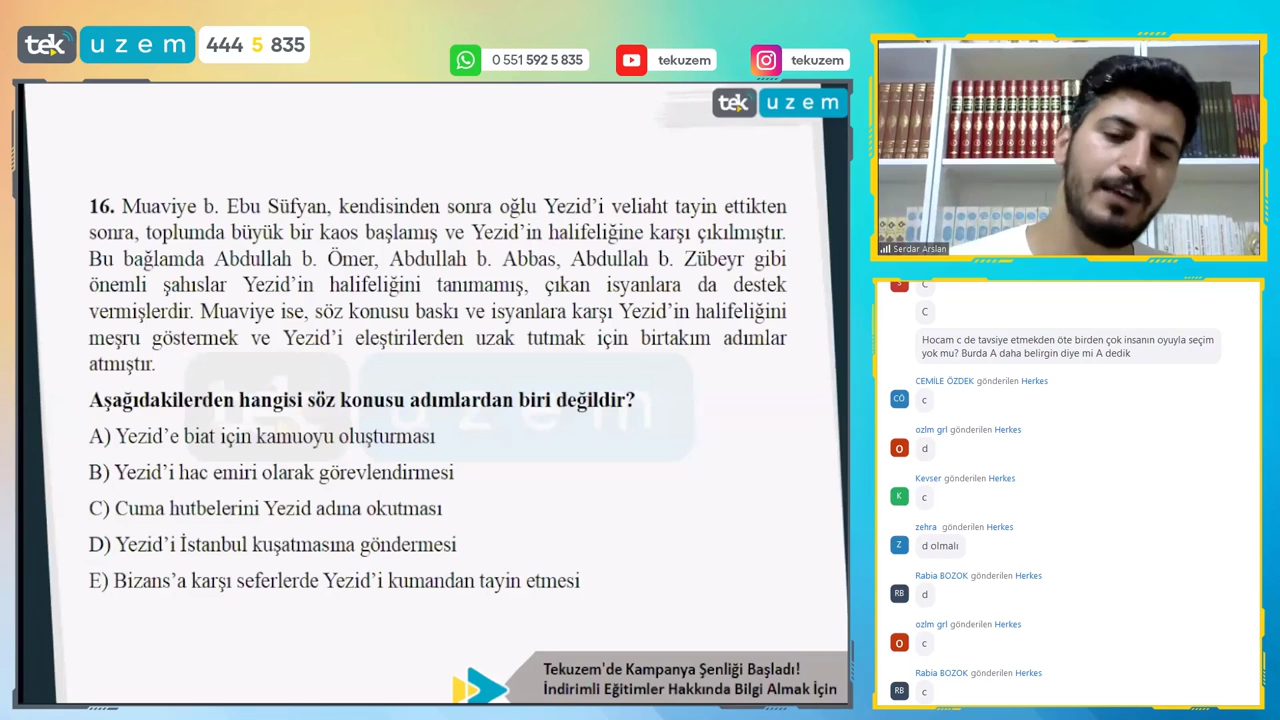 tek uzem 444 5 835
0 551 592 5 835
tekuzem
tekuzem
tek uzem
16. Muaviye b. Ebu Süfyan, kendisinden sonra oğlu Yezid’i veliaht tayin ettikten
sonra, toplumda büyük bir kaos başlamış ve Yezid’in halifeliğine karşı çıkılmıştır.
Bu bağlamda Abdullah b. Ömer, Abdullah b. Abbas, Abdullah b. Zübeyr gibi
önemli şahıslar Yezid’in halifeliğini tanımamış, çıkan isyanlara da destek
vermişlerdir. Muaviye ise, söz konusu baskı ve isyanlara karşı Yezid’in halifeliğini
meşru göstermek ve Yezid’i eleştirilerden uzak tutmak için birtakım adımlar
atmıştır.
Aşağıdakilerden hangisi söz konusu adımlardan biri değildir?
A) Yezid’e biat için kamuoyu oluşturması
B) Yezid’i hac emiri olarak görevlendirmesi
C) Cuma hutbelerini Yezid adına okutması
D) Yezid’i İstanbul kuşatmasına göndermesi
E) Bizans’a karşı seferlerde Yezid’i kumandan tayin etmesi
tek uzem
Tekuzem'de Kampanya Şenliği Başladı!
İndirimli Eğitimler Hakkında Bilgi Almak İçin
Serdar Arslan
S
C
C
Hocam c de tavsiye etmekden öte birden çok insanın oyuyla seçim
yok mu? Burda A daha belirgin diye mi A dedik
CEMİLE ÖZDEK gönderilen Herkes
CÖ
c
ozlm grl gönderilen Herkes
O
d
Kevser gönderilen Herkes
K
c
zehra gönderilen Herkes
Z
d olmalı
Rabia BOZOK gönderilen Herkes
RB
d
ozlm grl gönderilen Herkes
O
c
Rabia BOZOK gönderilen Herkes
RB
c